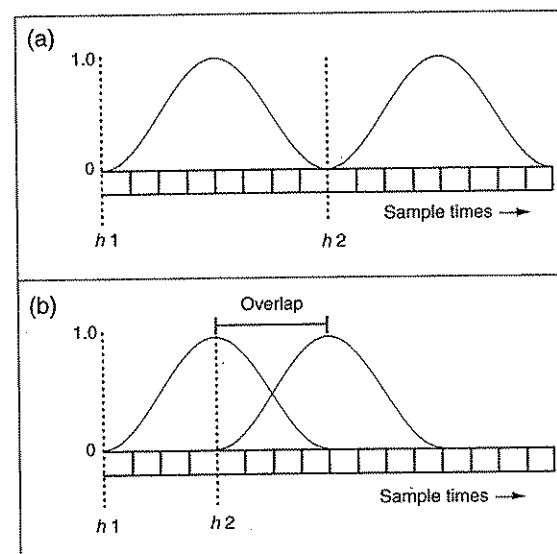 (a)
1.0
0
Sample times →
h1
h2
(b)
Overlap
1.0
0
Sample times →
h1
h2